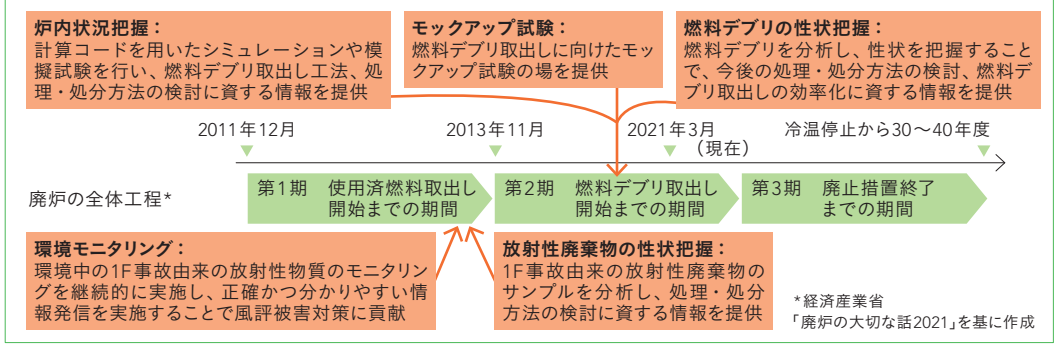 炉内状況把握：
計算コードを用いたシミュレーションや模
擬試験を行い、燃料デブリ取出し工法、処
理・処分方法の検討に資する情報を提供
モックアップ試験：
燃料デブリ取出しに向けたモッ
クアップ試験の場を提供
燃料デブリの性状把握：
燃料デブリを分析し、性状を把握すること
で、今後の処理・処分方法の検討、燃料デ
ブリ取出しの効率化に資する情報を提供
2011年12月
2013年11月
2021年3月
（現在）
冷温停止から30～40年度
廃炉の全体工程*
第1期 使用済燃料取出し
開始までの期間
第2期 燃料デブリ取出し
開始までの期間
第3期 廃止措置終了
までの期間
環境モニタリング：
環境中の1F事故由来の放射性物質のモニタリン
グを継続的に実施し、正確かつ分かりやすい情
報発信を実施することで風評被害対策に貢献
放射性廃棄物の性状把握：
1F事故由来の放射性廃棄物の
サンプルを分析し、処理・処分
方法の検討に資する情報を提供
*経済産業省
「廃炉の大切な話2021」を基に作成